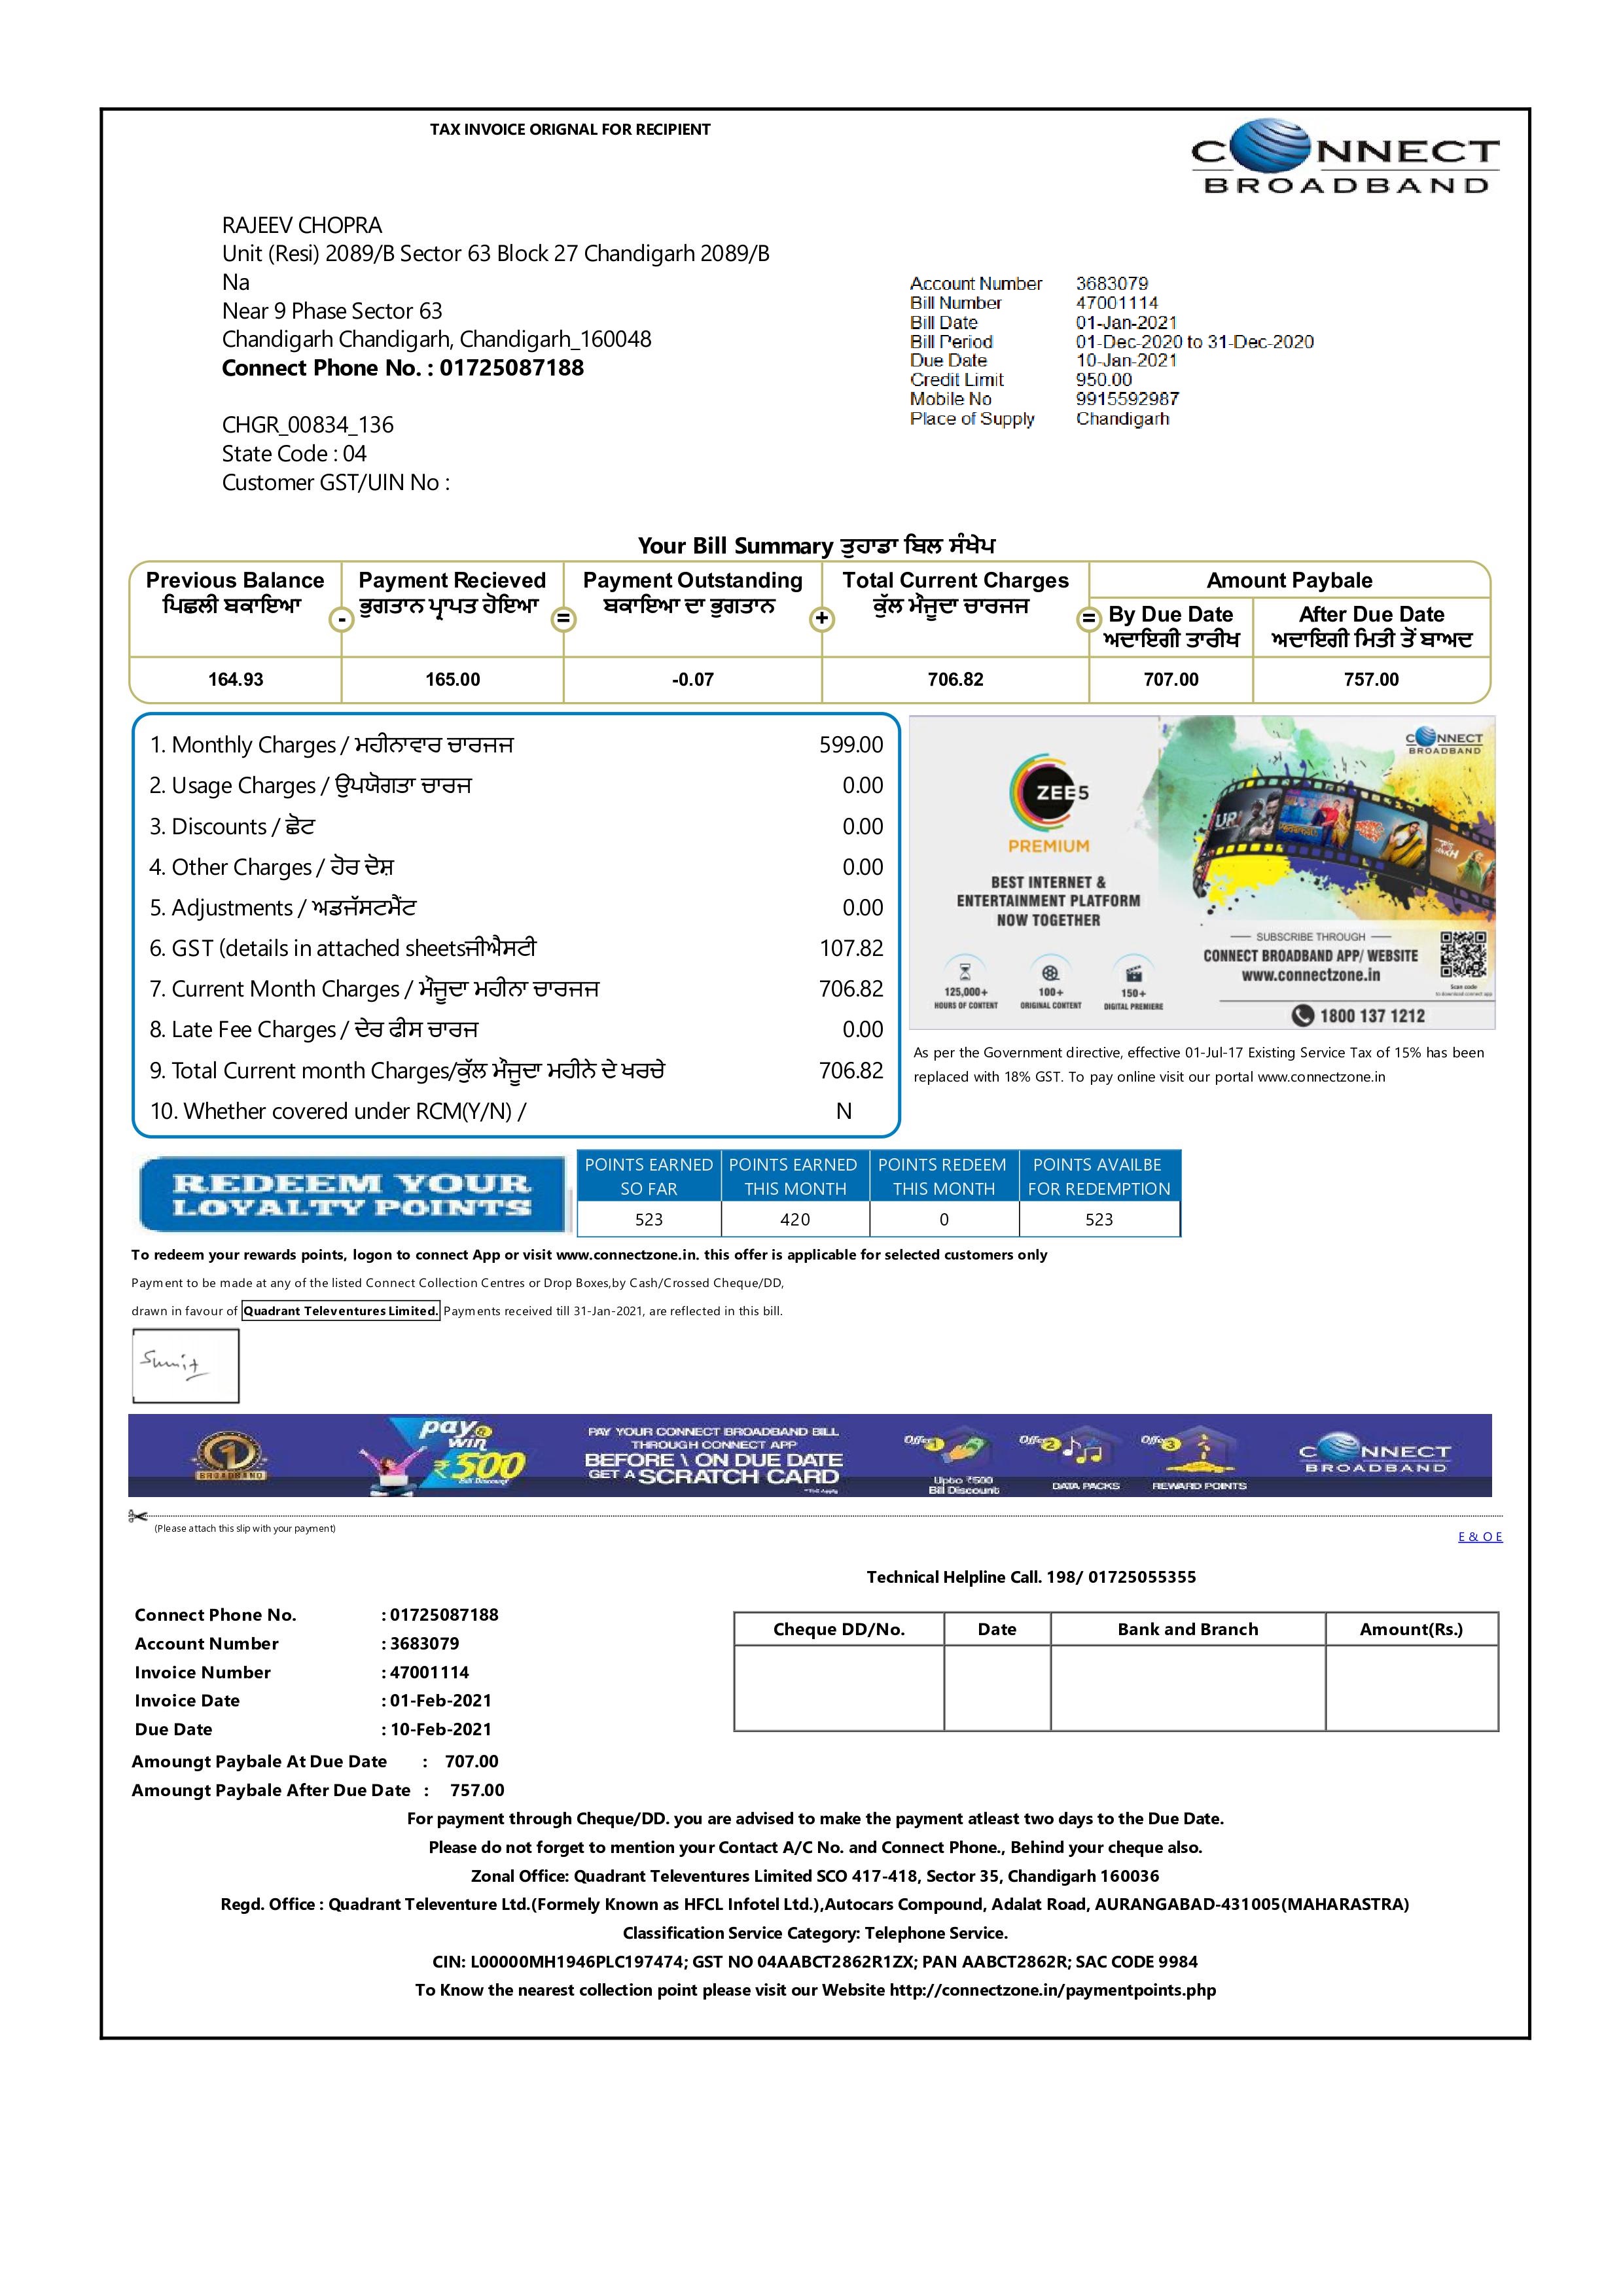 TAX INVOICE ORIGNAL FOR RECIPIENT
CONNECT
BROADBAND
RAJEEV CHOPRA
Unit (Resi) 2089/B Sector 63 Block 27 Chandigarh 2089/B
Na
Near 9 Phase Sector 63
Chandigarh Chandigarh, Chandigarh_160048
Connect Phone No. : 01725087188
CHGR_00834_136
State Code : 04
Customer GST/UIN No :
Account Number 3683079
Bill Number 47001114
Bill Date 01-Jan-2021
Bill Period 01-Dec-2020 to 31-Dec-2020
Due Date 10-Jan-2021
Credit Limit 950.00
Mobile No 9915592987
Place of Supply Chandigarh
Your Bill Summary ਤੁਹਾਡਾ ਬਿਲ ਸੰਖੇਪ
Previous Balance Payment Recieved Payment Outstanding Total Current Charges Amount Paybale
ਪਿਛਲੀ ਬਕਾਇਆ - ਭੁਗਤਾਨ ਪ੍ਰਾਪਤ ਹੋਇਆ = ਬਕਾਇਆ ਦਾ ਭੁਗਤਾਨ + ਕੁੱਲ ਮੌਜੂਦਾ ਚਾਰਜਜ =
By Due Date After Due Date
ਅਦਾਇਗੀ ਤਾਰੀਖ ਅਦਾਇਗੀ ਮਿਤੀ ਤੋਂ ਬਾਅਦ
164.93 165.00 -0.07 706.82 707.00 757.00
1. Monthly Charges / ਮਹੀਨਾਵਾਰ ਚਾਰਜਜ 599.00
2. Usage Charges / ਉਪਯੋਗਤਾ ਚਾਰਜ 0.00
3. Discounts / ਛੋਟ 0.00
4. Other Charges / ਹੋਰ ਦੋਸ਼ 0.00
5. Adjustments / ਅਡਜੱਸਟਮੈਂਟ 0.00
6. GST (details in attached sheetsਜੀਐਸਟੀ 107.82
7. Current Month Charges / ਮੌਜੂਦਾ ਮਹੀਨਾ ਚਾਰਜਜ 706.82
8. Late Fee Charges / ਦੇਰ ਫੀਸ ਚਾਰਜ 0.00
9. Total Current month Charges/ਕੁੱਲ ਮੌਜੂਦਾ ਮਹੀਨੇ ਦੇ ਖਰਚੇ 706.82
10. Whether covered under RCM(Y/N) / N
CONNECT
BROADBAND
ZEE5
PREMIUM
BEST INTERNET &
ENTERTAINMENT PLATFORM
NOW TOGETHER
125,000+ 100+ 150+
HOURS OF CONTENT ORIGINAL CONTENT DIGITAL PREMIERE
SUBSCRIBE THROUGH
CONNECT BROADBAND APP/ WEBSITE
www.connectzone.in
Scan code
to download connect app
1800 137 1212
As per the Government directive, effective 01-Jul-17 Existing Service Tax of 15% has been
replaced with 18% GST. To pay online visit our portal www.connectzone.in
REDEEM YOUR
LOYALTY POINTS
POINTS EARNED POINTS EARNED POINTS REDEEM POINTS AVAILBE
SO FAR THIS MONTH THIS MONTH FOR REDEMPTION
523 420 0 523
To redeem your rewards points, logon to connect App or visit www.connectzone.in. this offer is applicable for selected customers only
Payment to be made at any of the listed Connect Collection Centres or Drop Boxes,by Cash/Crossed Cheque/DD,
drawn in favour of Quadrant Televentures Limited. Payments received till 31-Jan-2021, are reflected in this bill.
Sumit
1
BROADBAND
pay & win
₹500
Bill Discount
PAY YOUR CONNECT BROADBAND BILL
THROUGH CONNECT APP
BEFORE \ ON DUE DATE
GET A SCRATCH CARD
*T&C Apply
Offer 1 Offer 2 Offer 3
Upto ₹500
Bill Discount DATA PACKS REWARD POINTS
CONNECT
BROADBAND
(Please attach this slip with your payment)
E & O E
Technical Helpline Call. 198/ 01725055355
Connect Phone No. : 01725087188
Account Number : 3683079
Invoice Number : 47001114
Invoice Date : 01-Feb-2021
Due Date : 10-Feb-2021
Amoungt Paybale At Due Date : 707.00
Amoungt Paybale After Due Date : 757.00
Cheque DD/No. Date Bank and Branch Amount(Rs.)
For payment through Cheque/DD. you are advised to make the payment atleast two days to the Due Date.
Please do not forget to mention your Contact A/C No. and Connect Phone., Behind your cheque also.
Zonal Office: Quadrant Televentures Limited SCO 417-418, Sector 35, Chandigarh 160036
Regd. Office : Quadrant Televenture Ltd.(Formely Known as HFCL Infotel Ltd.),Autocars Compound, Adalat Road, AURANGABAD-431005(MAHARASTRA)
Classification Service Category: Telephone Service.
CIN: L00000MH1946PLC197474; GST NO 04AABCT2862R1ZX; PAN AABCT2862R; SAC CODE 9984
To Know the nearest collection point please visit our Website http://connectzone.in/paymentpoints.php